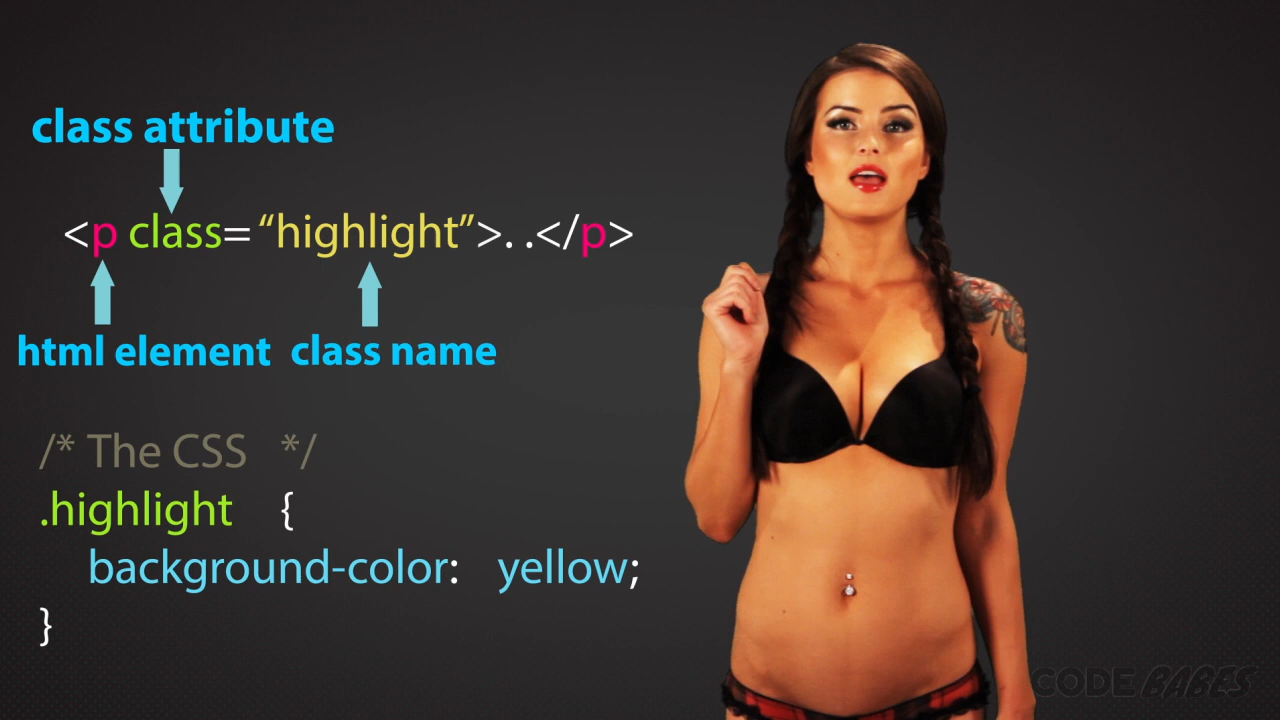 class attribute
<p class= “highlight”>. .</p>
html element class name
/* The CSS */
.highlight {
background-color: yellow;
}
CODE BABES